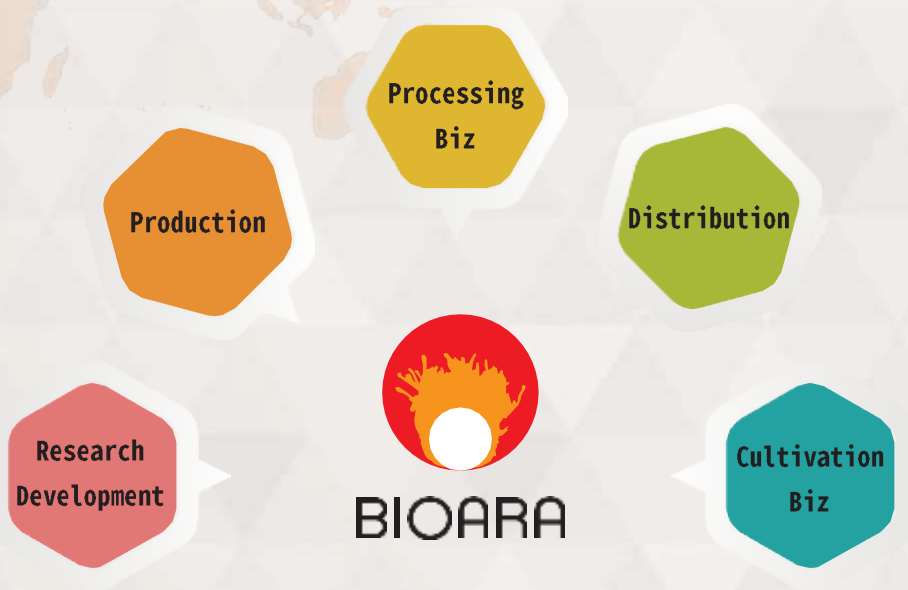 Processing
Biz
Production
Distribution
Research
Development
Cultivation
Biz
BIOARA